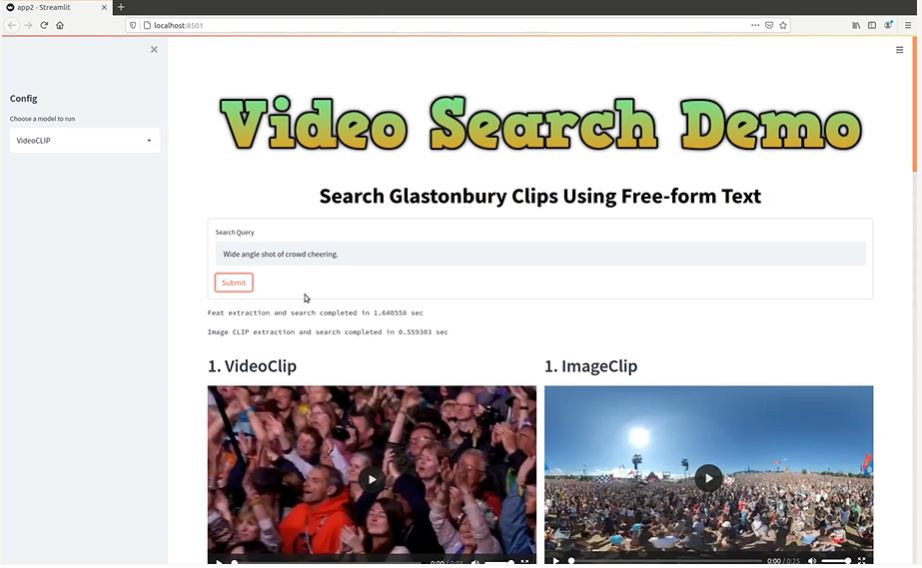 app2 · Streamlit
localhost:8501
Config
Choose a model to run
VideoCLIP
Video Search Demo
Search Glastonbury Clips Using Free-form Text
Search Query
Wide angle shot of crowd cheering.
Submit
Feat extraction and search completed in 1.640558 sec
Image CLIP extraction and search completed in 0.559303 sec
1. VideoClip
1. ImageClip
0:00 / 0:25